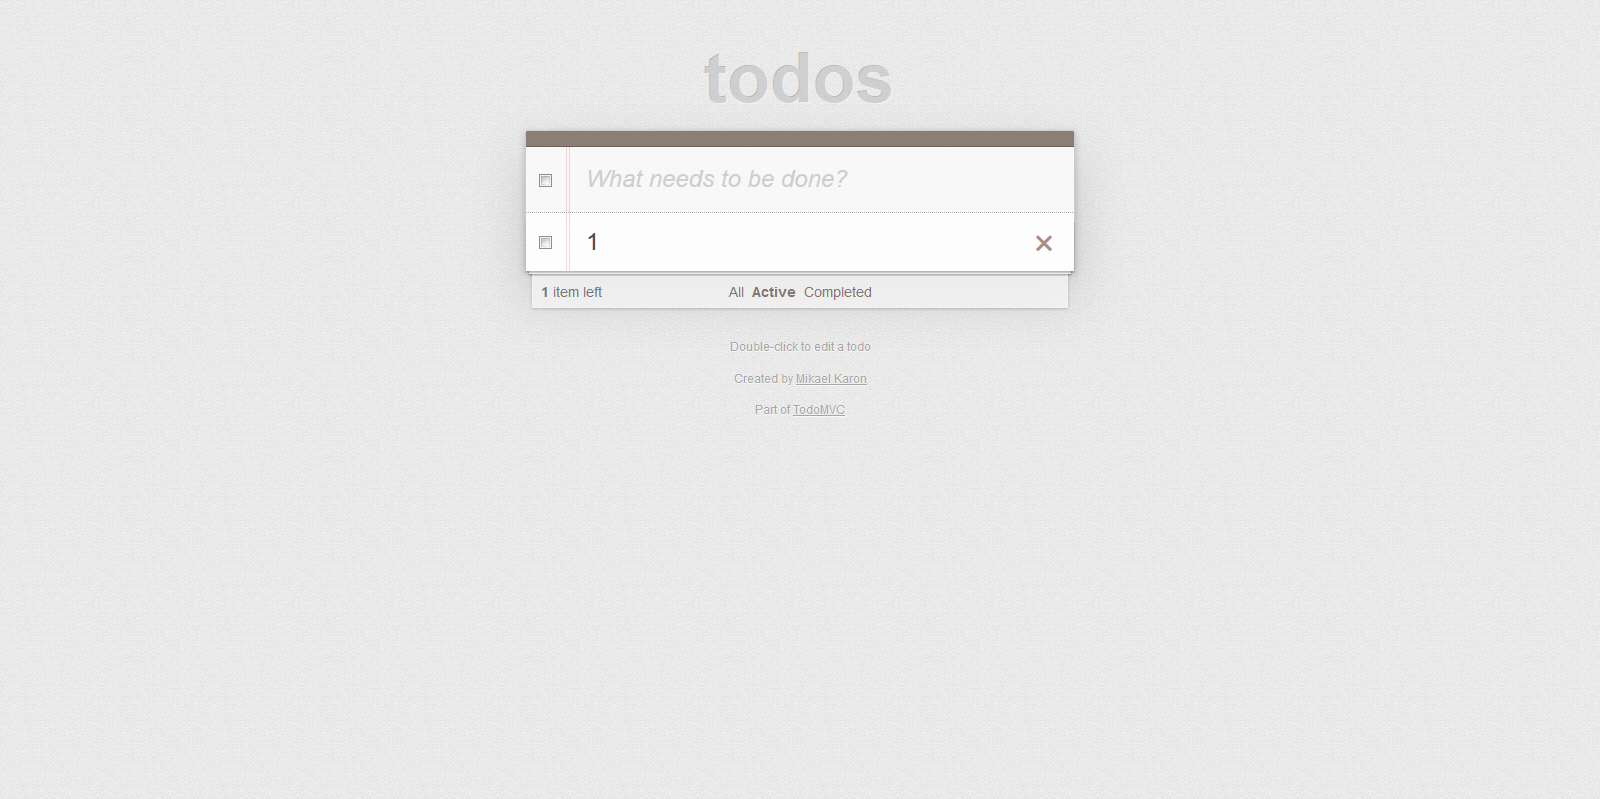 todos
What needs to be done?
1
1 item left All Active Completed
Double-click to edit a todo
Created by Mikael Karon
Part of TodoMVC